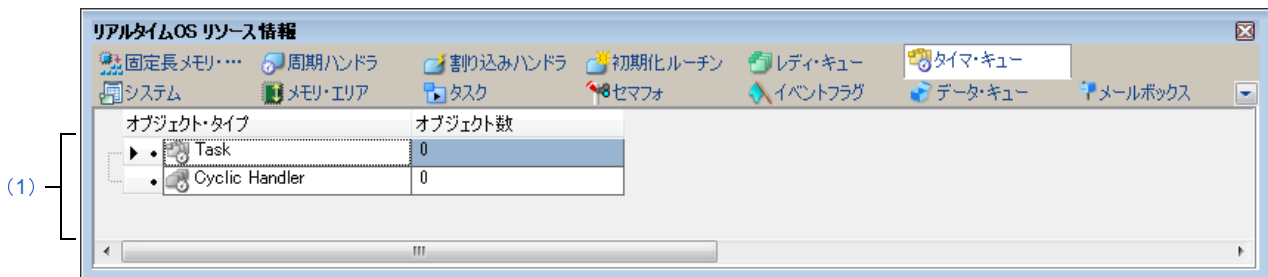 リアルタイムOS リソース情報
固定長メモリ・… 周期ハンドラ 割り込みハンドラ 初期化ルーチン レディ・キュー タイマ・キュー
システム メモリ・エリア タスク セマフォ イベントフラグ データ・キュー メールボックス
オブジェクト・タイプ オブジェクト数
Task 0
(1)
Cyclic Handler 0